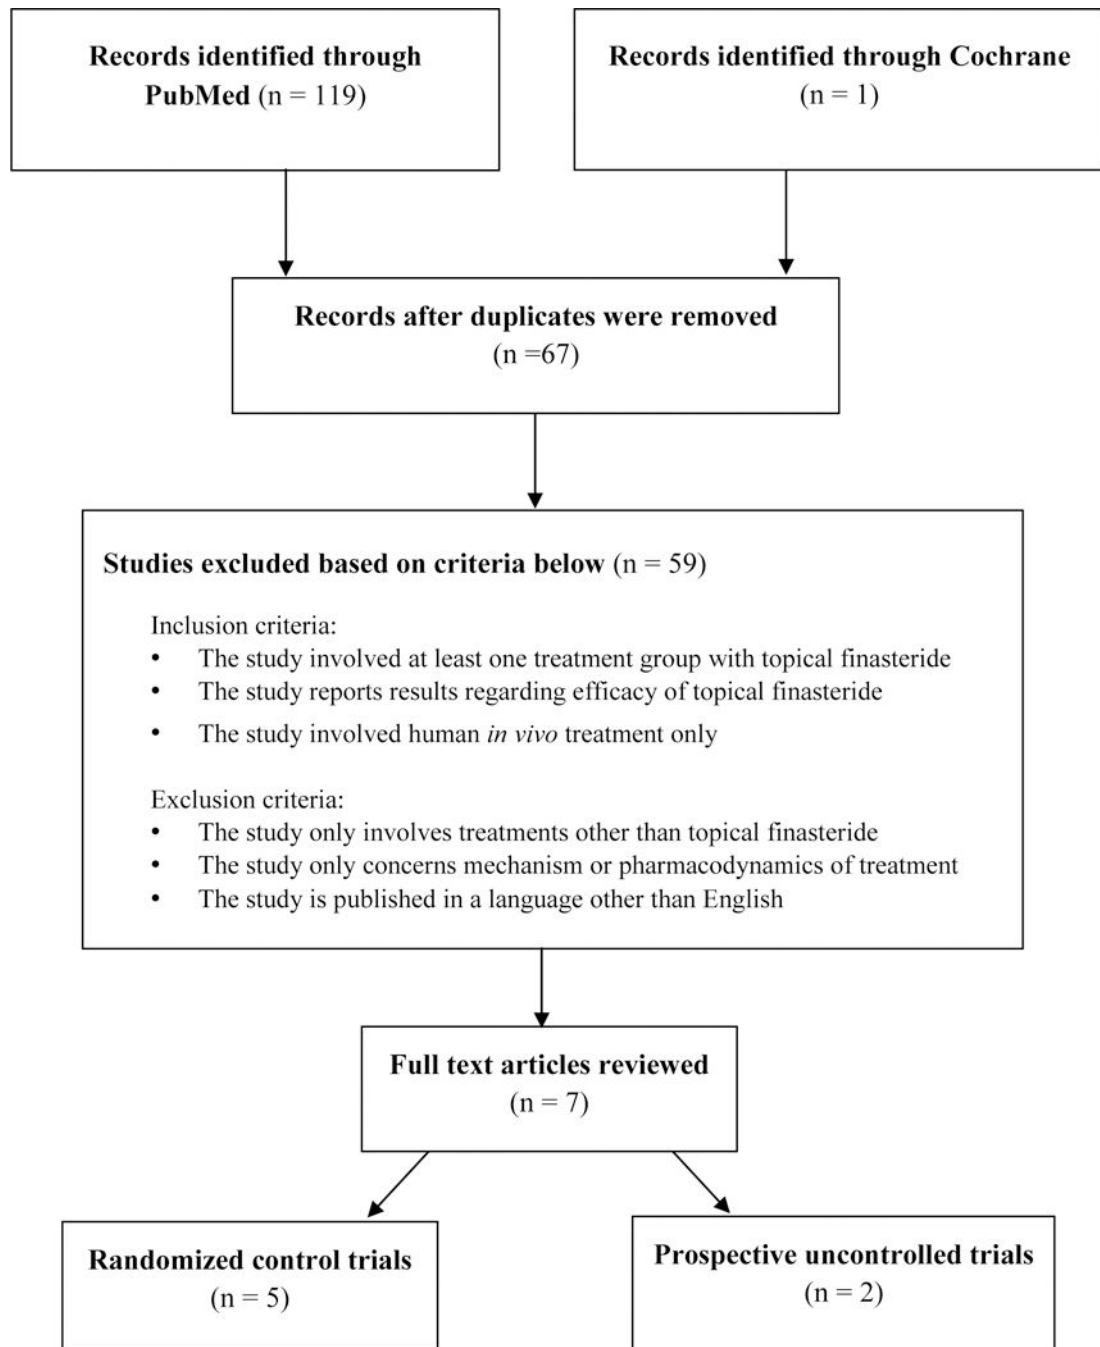 Records identified through
PubMed (n = 119)
Records identified through Cochrane
(n = 1)
Records after duplicates were removed
(n =67)
Studies excluded based on criteria below (n = 59)
Inclusion criteria:
• The study involved at least one treatment group with topical finasteride
• The study reports results regarding efficacy of topical finasteride
• The study involved human in vivo treatment only
Exclusion criteria:
• The study only involves treatments other than topical finasteride
• The study only concerns mechanism or pharmacodynamics of treatment
• The study is published in a language other than English
Full text articles reviewed
(n = 7)
Randomized control trials
(n = 5)
Prospective uncontrolled trials
(n = 2)